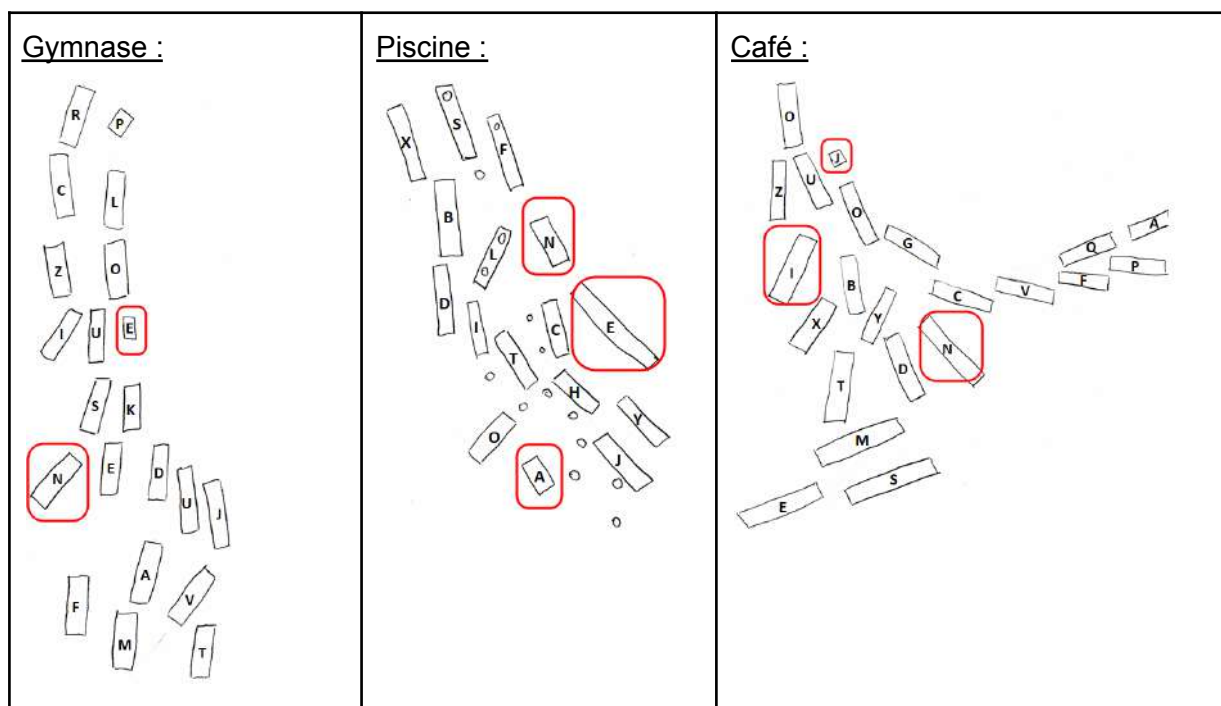 Gymnase :
R
P
C
L
Z
O
I U E
S K
N E D
U J
A
F V
M T
Piscine :
X S F
B N
L
D I C E
T
H
O Y
A J
Café :
O
J
Z U
O
G Q A
I B F P
X Y C V
T D N
M
E S